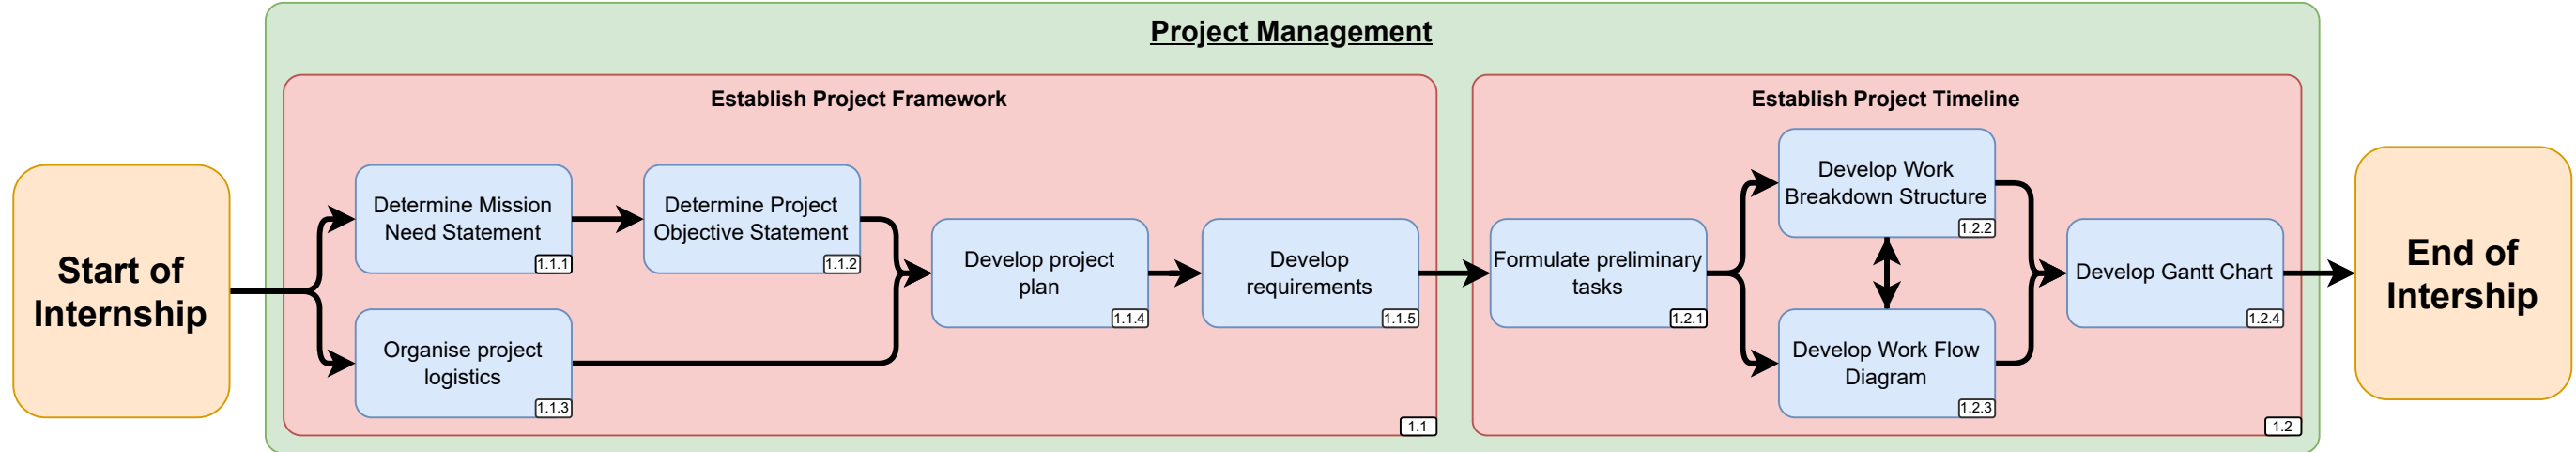 Project Management
Establish Project Framework
Start of
Internship
Determine Mission
Need Statement
1.1.1
Determine Project
Objective Statement
1.1.2
Organise project
logistics
1.1.3
Develop project
plan
1.1.4
Develop
requirements
1.1.5
1.1
Establish Project Timeline
Formulate preliminary
tasks
1.2.1
Develop Work
Breakdown Structure
1.2.2
Develop Work Flow
Diagram
1.2.3
Develop Gantt Chart
1.2.4
1.2
End of
Intership